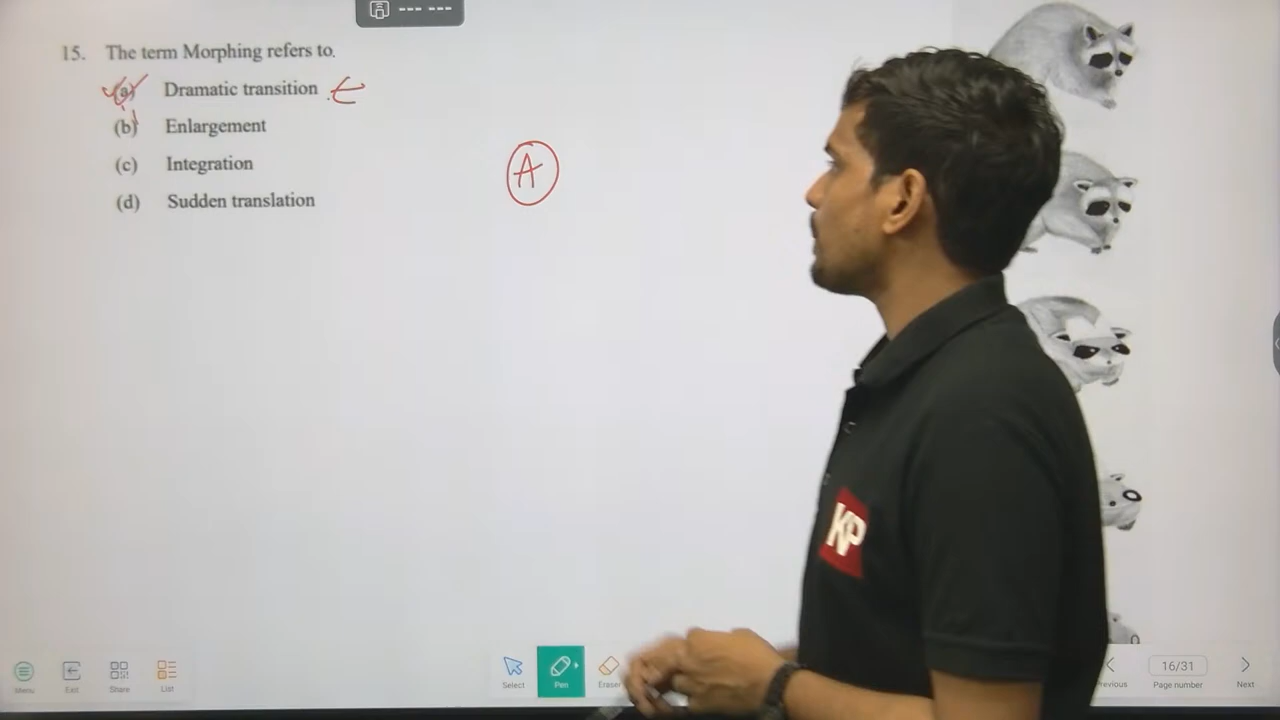 15. The term Morphing refers to.
(a) Dramatic transition
(b) Enlargement
(c) Integration
(d) Sudden translation
A
KP
Menu Exit Share List Select Pen Eraser Page number Next
16/31